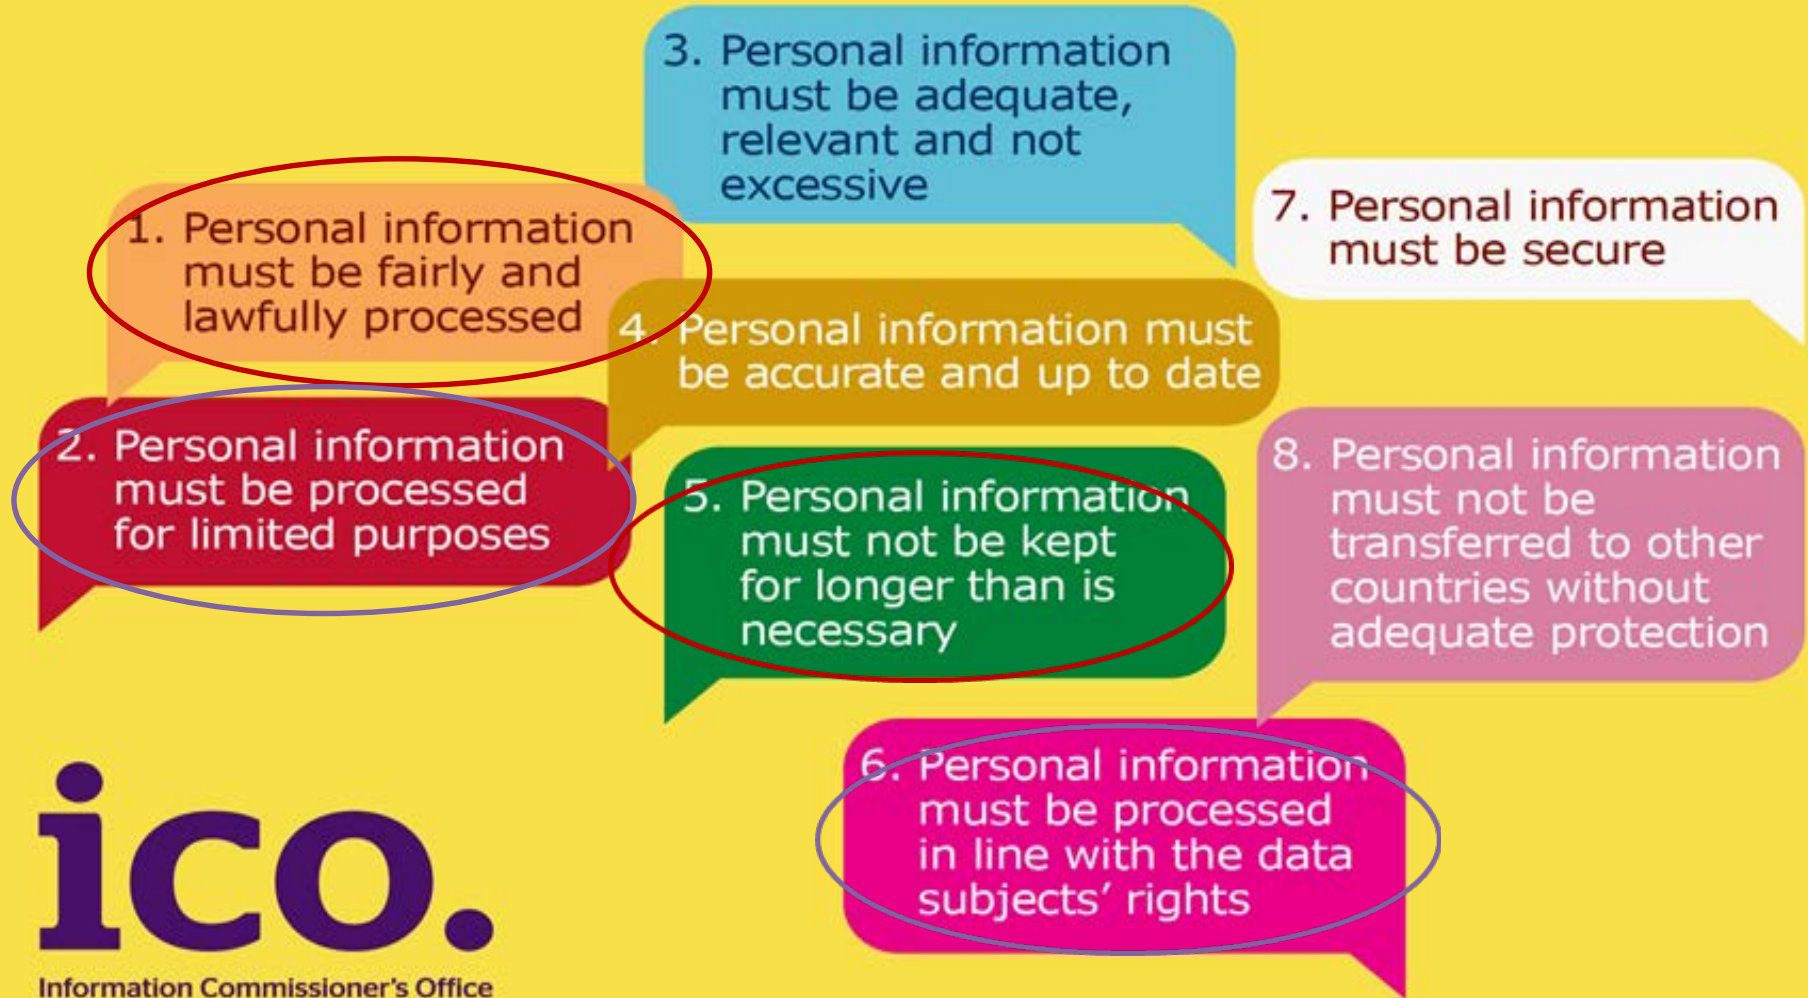 1. Personal information
must be fairly and
lawfully processed
2. Personal information
must be processed
for limited purposes
3. Personal information
must be adequate,
relevant and not
excessive
4. Personal information must
be accurate and up to date
5. Personal information
must not be kept
for longer than is
necessary
6. Personal information
must be processed
in line with the data
subjects’ rights
7. Personal information
must be secure
8. Personal information
must not be
transferred to other
countries without
adequate protection
ico.
Information Commissioner's Office